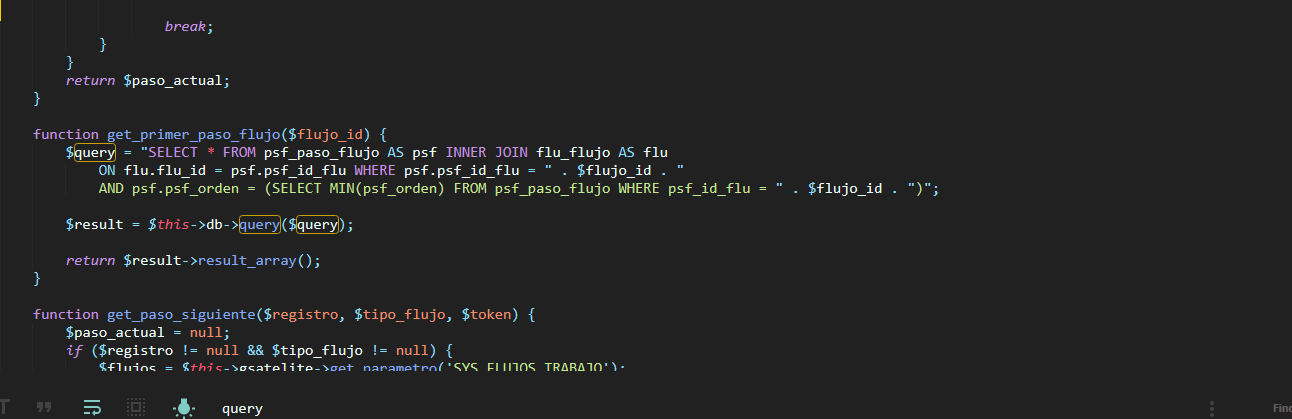 break;
}
}
return $paso_actual;
}
function get_primer_paso_flujo($flujo_id) {
$query = "SELECT * FROM psf_paso_flujo AS psf INNER JOIN flu_flujo AS flu
ON flu.flu_id = psf.psf_id_flu WHERE psf.psf_id_flu = " . $flujo_id . "
AND psf.psf_orden = (SELECT MIN(psf_orden) FROM psf_paso_flujo WHERE psf_id_flu = " . $flujo_id . ")";
$result = $this->db->query($query);
return $result->result_array();
}
function get_paso_siguiente($registro, $tipo_flujo, $token) {
$paso_actual = null;
if ($registro != null && $tipo_flujo != null) {
$flujos = $this->gsatelite->get_parametro('SYS_FLUJOS_TRABAJO');
query
Find